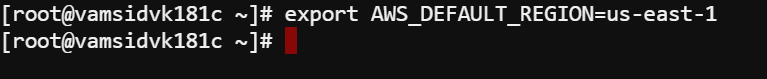 [root@vamsidvk181c ~]# export AWS_DEFAULT_REGION=us-east-1
[root@vamsidvk181c ~]#